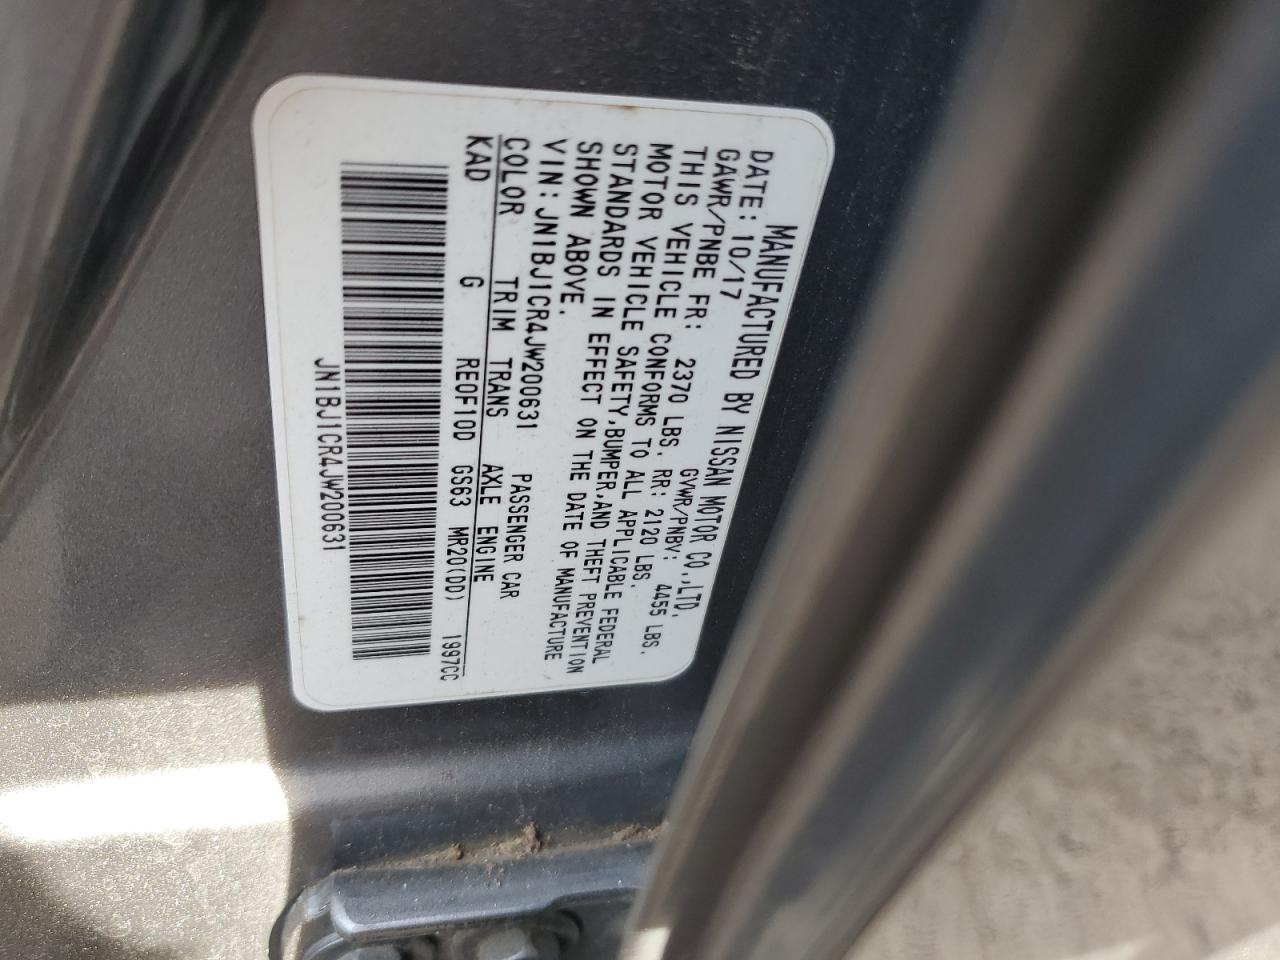 MANUFACTURED BY NISSAN MOTOR CO.,LTD.
DATE: 10/17 GVWR/PNBV: 4455 LBS.
GAWR/PNBE FR: 2370 LBS. RR: 2120 LBS.
THIS VEHICLE CONFORMS TO ALL APPLICABLE FEDERAL
MOTOR VEHICLE SAFETY,BUMPER,AND THEFT PREVENTION
STANDARDS IN EFFECT ON THE DATE OF MANUFACTURE
SHOWN ABOVE.
VIN: JN1BJ1CR4JW200631 PASSENGER CAR
COLOR TRIM TRANS AXLE ENGINE
KAD G RE0F10D GS63 MR20(DD) 1997CC
JN1BJ1CR4JW200631